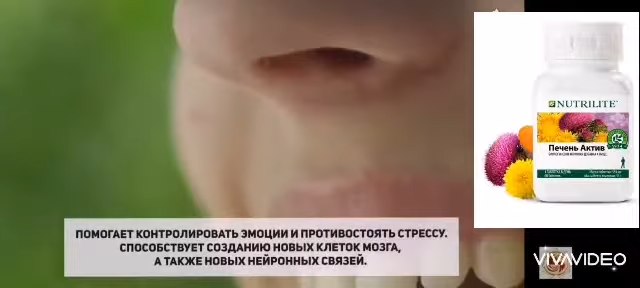 NUTRILITE
Печень Актив
ПОМОГАЕТ КОНТРОЛИРОВАТЬ ЭМОЦИИ И ПРОТИВОСТОЯТЬ СТРЕССУ.
СПОСОБСТВУЕТ СОЗДАНИЮ НОВЫХ КЛЕТОК МОЗГА,
А ТАКЖЕ НОВЫХ НЕЙРОННЫХ СВЯЗЕЙ.
VIVAVIDEO